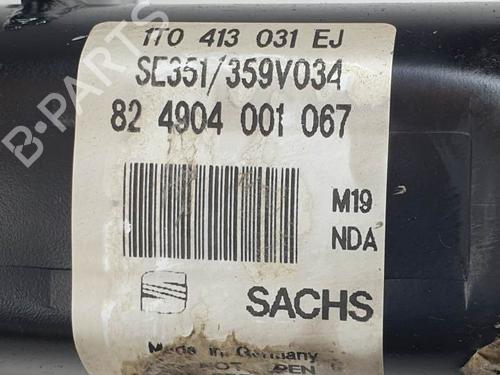 1T0 413 031 EJ
SE351/359V034
82 4904 001 067
M19
NDA
SACHS
Made in Germany